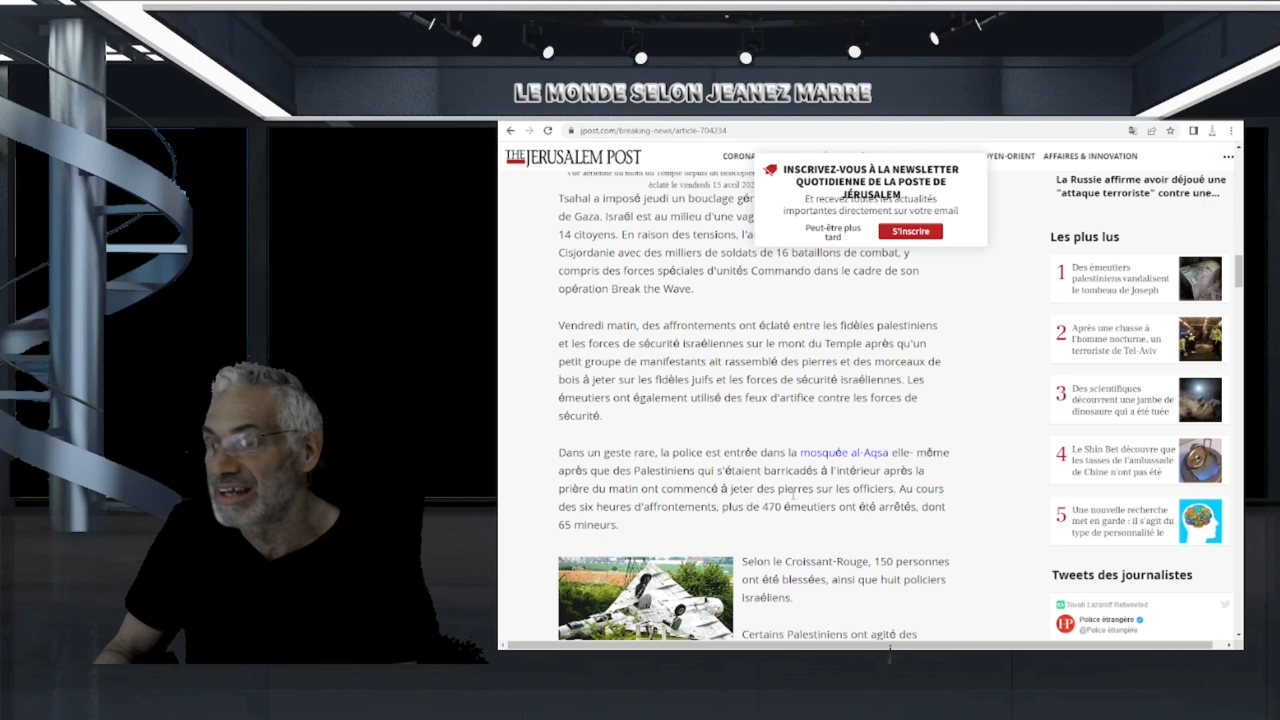 LE MONDE SELON JEANEZ MARRE
jpost.com/breaking-news/article-704234
THE JERUSALEM POST
CORONA
OYEN-ORIENT
AFFAIRES & INNOVATION
INSCRIVEZ-VOUS À LA NEWSLETTER
QUOTIDIENNE DE LA POSTE DE
JÉRUSALEM
Et recevez toutes les actualités
importantes directement sur votre email
Peut-être plus
tard
S'inscrire
Vue aérienne du mont du Temple depuis un hélicoptère
éclaté le vendredi 15 avril 202
Tsahal a imposé jeudi un bouclage gén
de Gaza. Israël est au milieu d'une vag
14 citoyens. En raison des tensions, l'a
Cisjordanie avec des milliers de soldats de 16 bataillons de combat, y
compris des forces spéciales d'unités Commando dans le cadre de son
opération Break the Wave.
Vendredi matin, des affrontements ont éclaté entre les fidèles palestiniens
et les forces de sécurité israéliennes sur le mont du Temple après qu'un
petit groupe de manifestants ait rassemblé des pierres et des morceaux de
bois à jeter sur les fidèles juifs et les forces de sécurité israéliennes. Les
émeutiers ont également utilisé des feux d'artifice contre les forces de
sécurité.
Dans un geste rare, la police est entrée dans la mosquée al-Aqsa elle- même
après que des Palestiniens qui s'étaient barricadés à l'intérieur après la
prière du matin ont commencé à jeter des pierres sur les officiers. Au cours
des six heures d'affrontements, plus de 470 émeutiers ont été arrêtés, dont
65 mineurs.
Selon le Croissant-Rouge, 150 personnes
ont été blessées, ainsi que huit policiers
israéliens.
Certains Palestiniens ont agité des
La Russie affirme avoir déjoué une
"attaque terroriste" contre une...
Les plus lus
1 Des émeutiers
palestiniens vandalisent
le tombeau de Joseph
2 Après une chasse à
l'homme nocturne, un
terroriste de Tel-Aviv
3 Des scientifiques
découvrent une jambe de
dinosaure qui a été tuée
4 Le Shin Bet découvre que
les tasses de l'ambassade
de Chine n'ont pas été
5 Une nouvelle recherche
met en garde : il s'agit du
type de personnalité le
Tweets des journalistes
Tovah Lazaroff Retweeted
FP Police étrangère
@Police étrangère